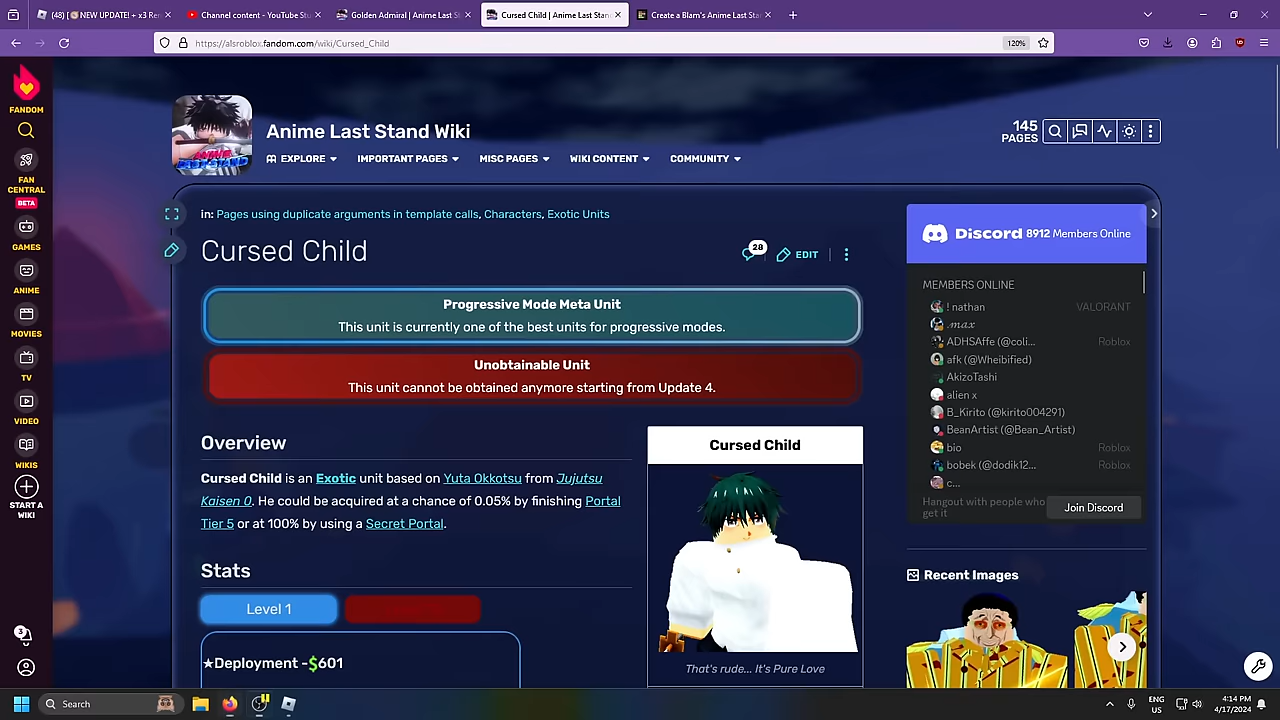 (48) NEW UPDATE! + x3 Re
Channel content - YouTube Stu
Golden Admiral | Anime Last St
Cursed Child | Anime Last Stan
Create a Blam's Anime Last Stan
https://alsroblox.fandom.com/wiki/Cursed_Child
120%
FANDOM
FAN CENTRAL
BETA
GAMES
ANIME
MOVIES
TV
VIDEO
WIKIS
START A WIKI
3
Anime Last Stand Wiki
EXPLORE
IMPORTANT PAGES
MISC PAGES
WIKI CONTENT
COMMUNITY
145
PAGES
in: Pages using duplicate arguments in template calls, Characters, Exotic Units
Cursed Child
28
EDIT
Progressive Mode Meta Unit
This unit is currently one of the best units for progressive modes.
Unobtainable Unit
This unit cannot be obtained anymore starting from Update 4.
Overview
Cursed Child is an Exotic unit based on Yuta Okkotsu from Jujutsu
Kaisen 0. He could be acquired at a chance of 0.05% by finishing Portal
Tier 5 or at 100% by using a Secret Portal.
Stats
Level 1
★Deployment -$601
Cursed Child
That's rude... It's Pure Love
Discord 8912 Members Online
MEMBERS ONLINE
! nathan VALORANT
.max
ADHSAffe (@coli... Roblox
afk (@Wheibified)
AkizoTashi
alien x
B_Kirito (@kirito004291)
BeanArtist (@Bean_Artist)
bio Roblox
bobek (@dodik12... Roblox
c...
Hangout with people who
get it
Join Discord
Recent Images
Search
ENG
US
4:14 PM
4/17/2024